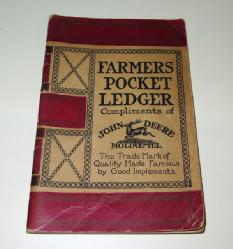 FARMERS
POCKET
LEDGER
Compliments of
JOHN DEERE
MOLINE, ILL.
The Trade Mark of
Quality Made Famous
by Good Implements